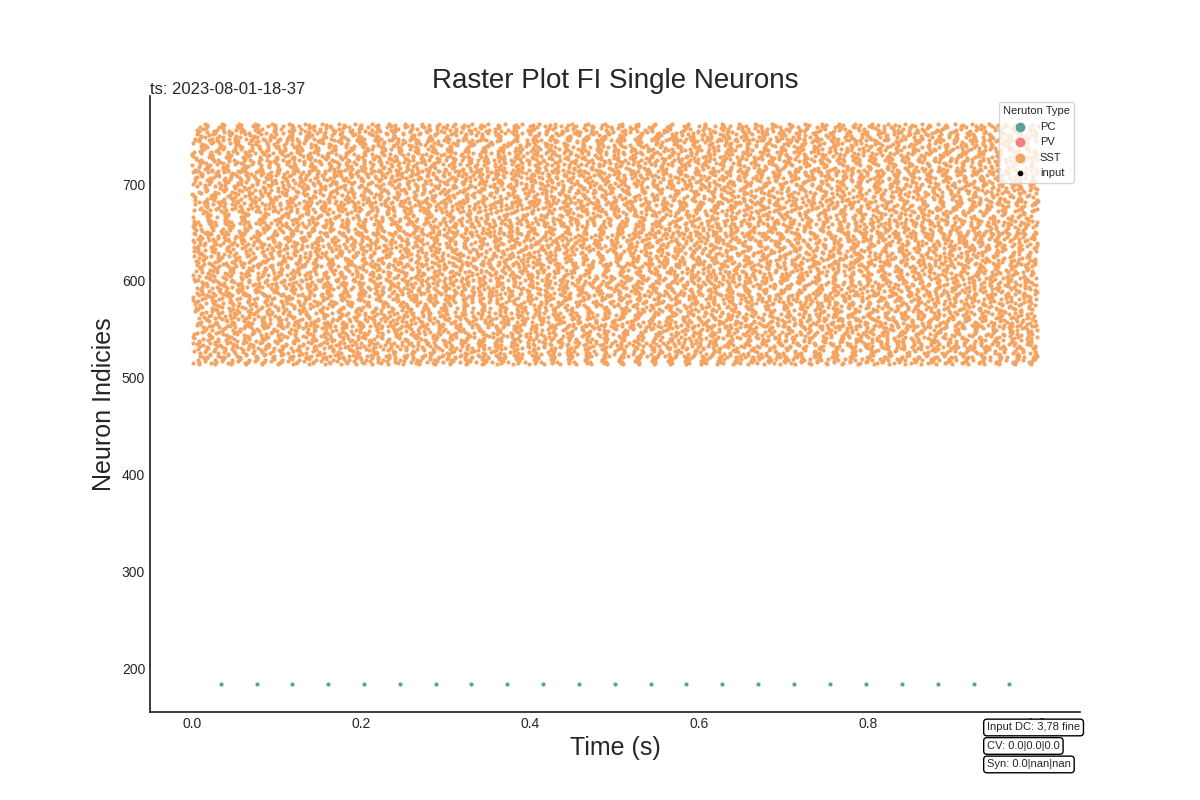 Raster Plot FI Single Neurons
ts: 2023-08-01-18-37
Neruton Type
PC
PV
SST
input
700
600
500
400
300
200
Neuron Indicies
0.0 0.2 0.4 0.6 0.8
Time (s)
Input DC: 3,78 fine
CV: 0.0|0.0|0.0
Syn: 0.0|nan|nan